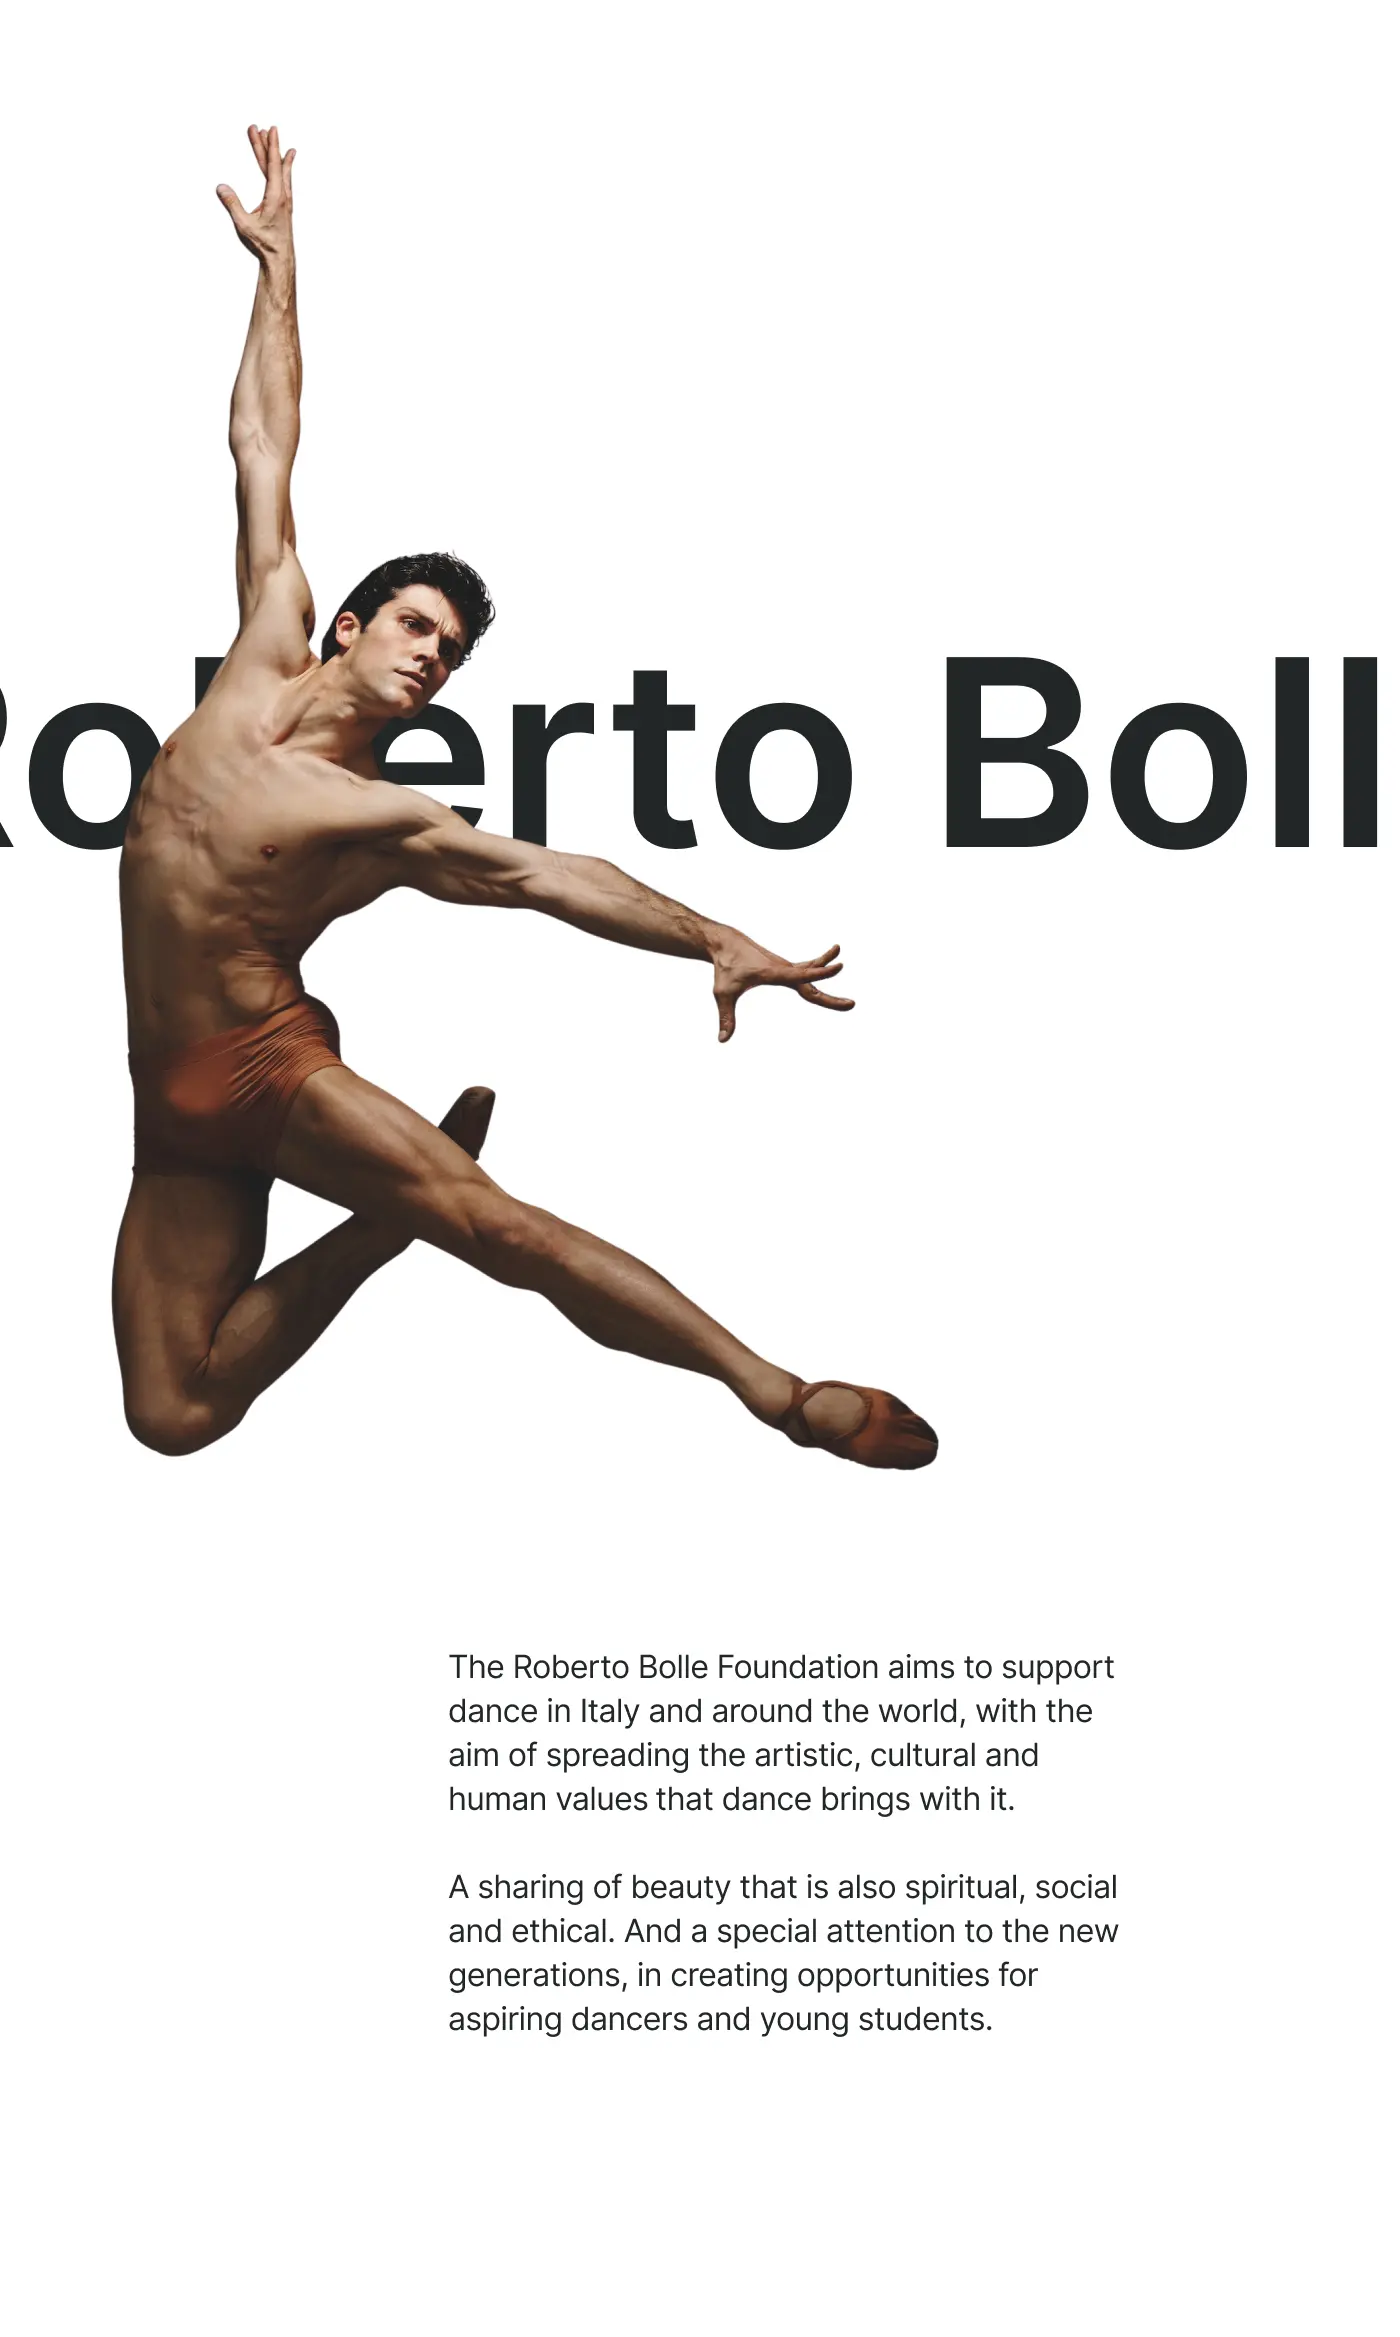 Roberto Boll
The Roberto Bolle Foundation aims to support
dance in Italy and around the world, with the
aim of spreading the artistic, cultural and
human values that dance brings with it.
A sharing of beauty that is also spiritual, social
and ethical. And a special attention to the new
generations, in creating opportunities for
aspiring dancers and young students.